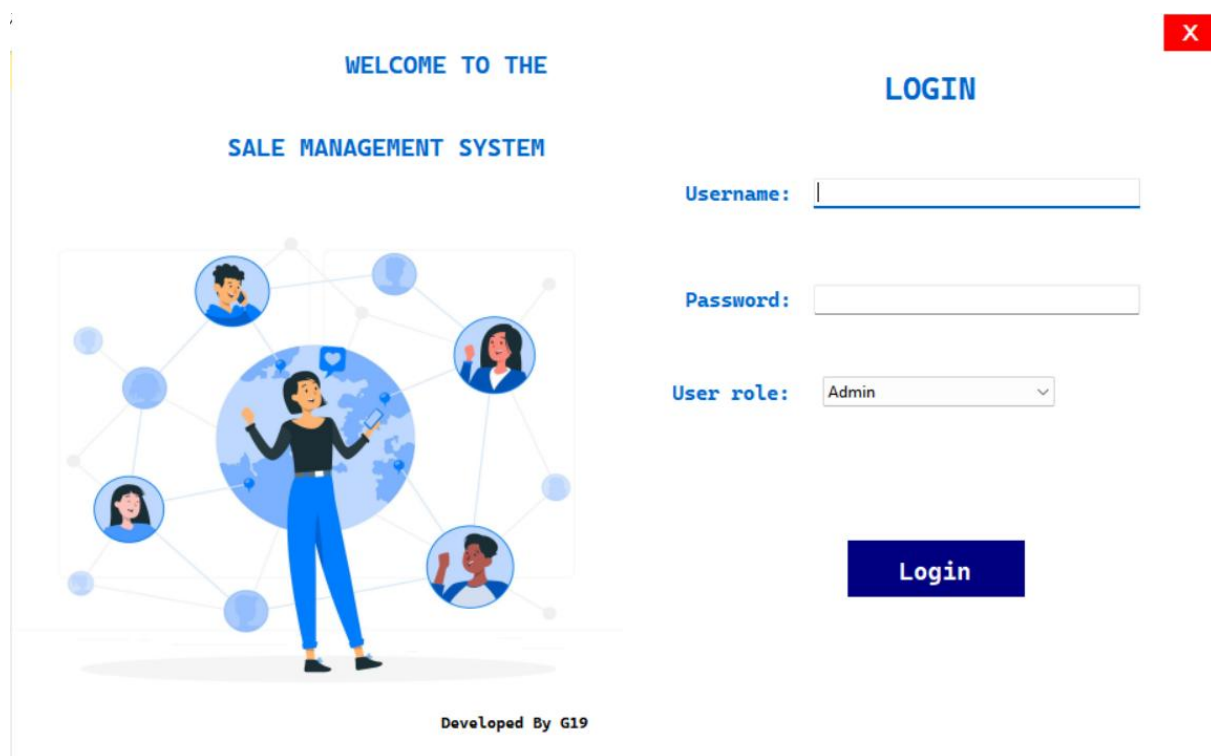 WELCOME TO THE
SALE MANAGEMENT SYSTEM
X
LOGIN
Username:
Password:
User role:
Admin
Login
Developed By G19